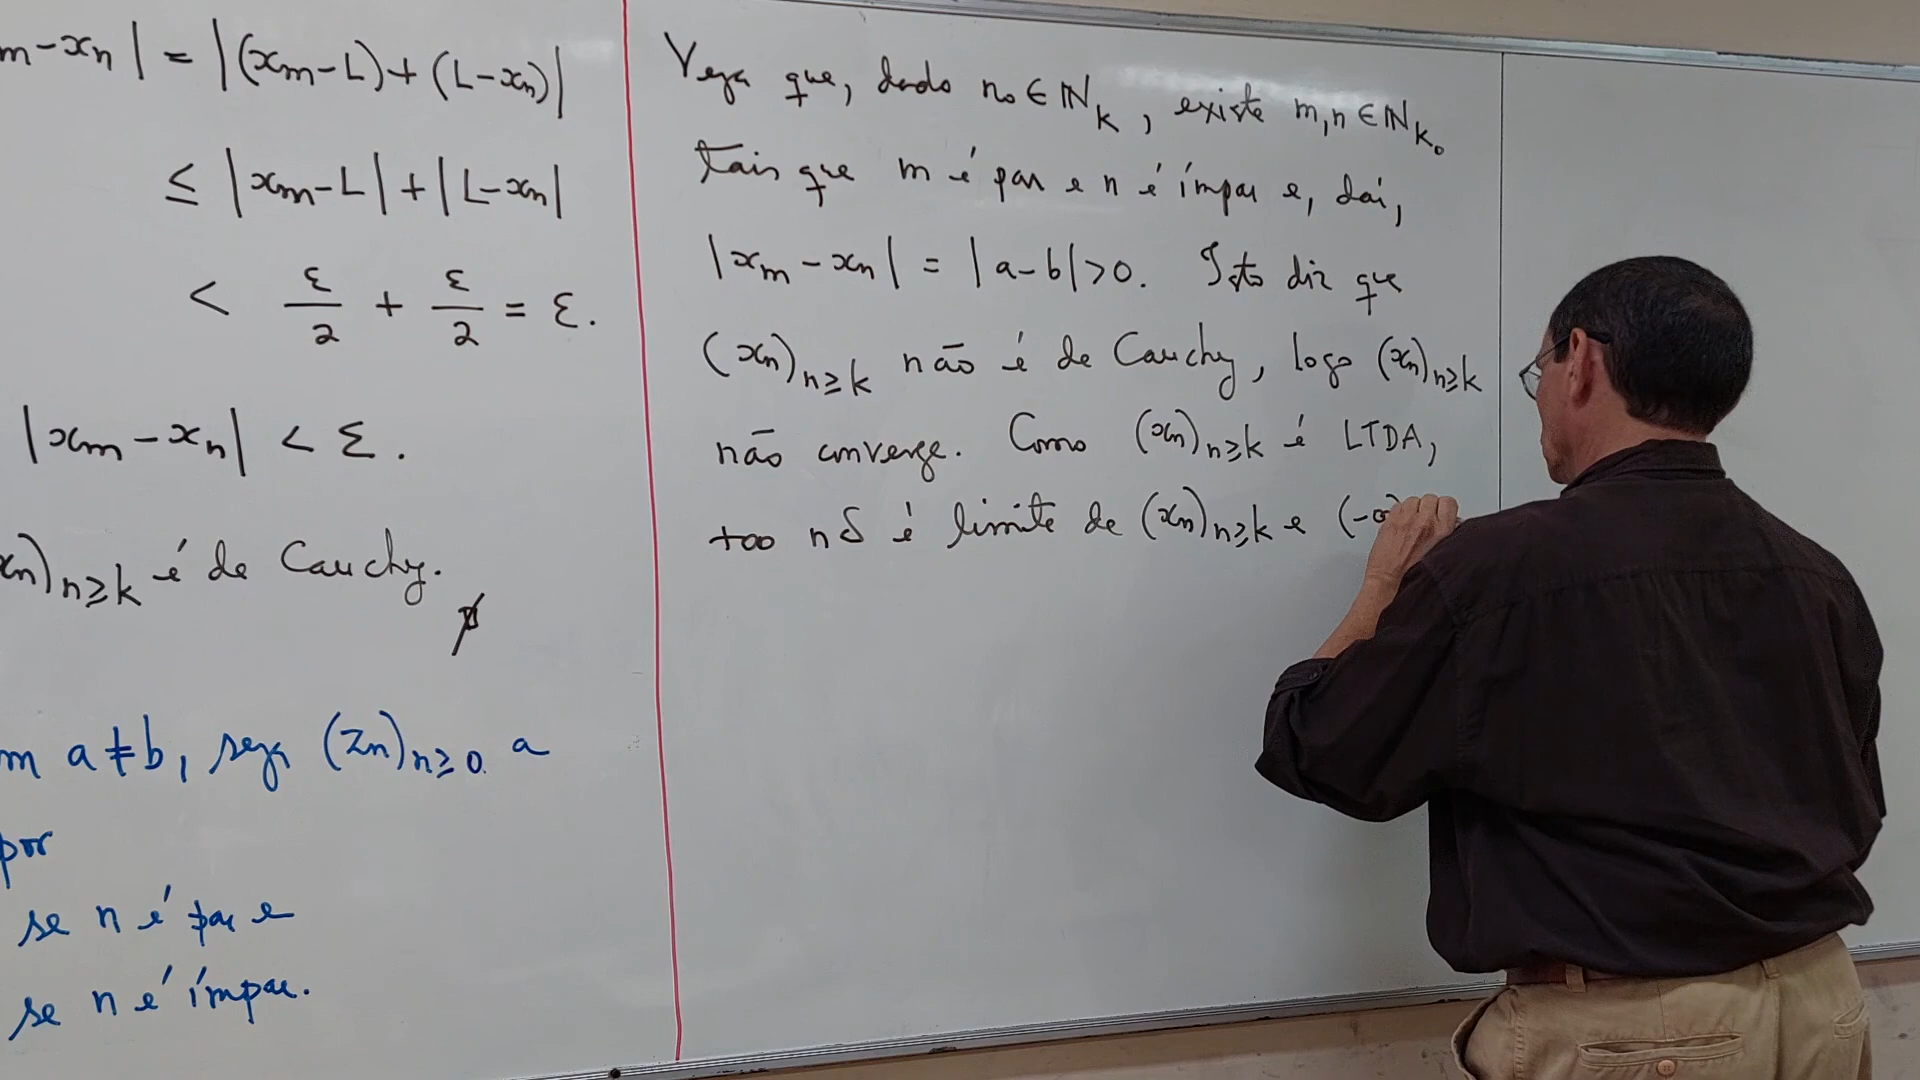 m-xn| = |(xm-L)+(L-xn)|
≤ |xm-L|+|L-xn|
< ε/2 + ε/2 = ε.
|xm-xn| < ε.
xn)n≥k é de Cauchy.
m a≠b, seja (zn)n≥0 a
por
se n é par e
se n é ímpar.
Veja que, dado n0∈ℕk, existe m,n∈ℕk0
tais que m é par e n é ímpar e, daí,
|xm-xn| = |a-b|>0. Isto diz que
(xn)n≥k não é de Cauchy, logo (xn)n≥k
não converge. Como (xn)n≥k é LTDA,
+∞ nS é limite de (xn)n≥k e (-∞)